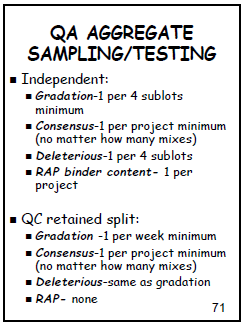 QA AGGREGATE
SAMPLING/TESTING
■ Independent:
■ Gradation-1 per 4 sublots
minimum
■ Consensus-1 per project minimum
(no matter how many mixes)
■ Deleterious-1 per 4 sublots
■ RAP binder content- 1 per
project
■ QC retained split:
■ Gradation -1 per week minimum
■ Consensus-1 per project minimum
(no matter how many mixes)
■ Deleterious-same as gradation
■ RAP- none
71